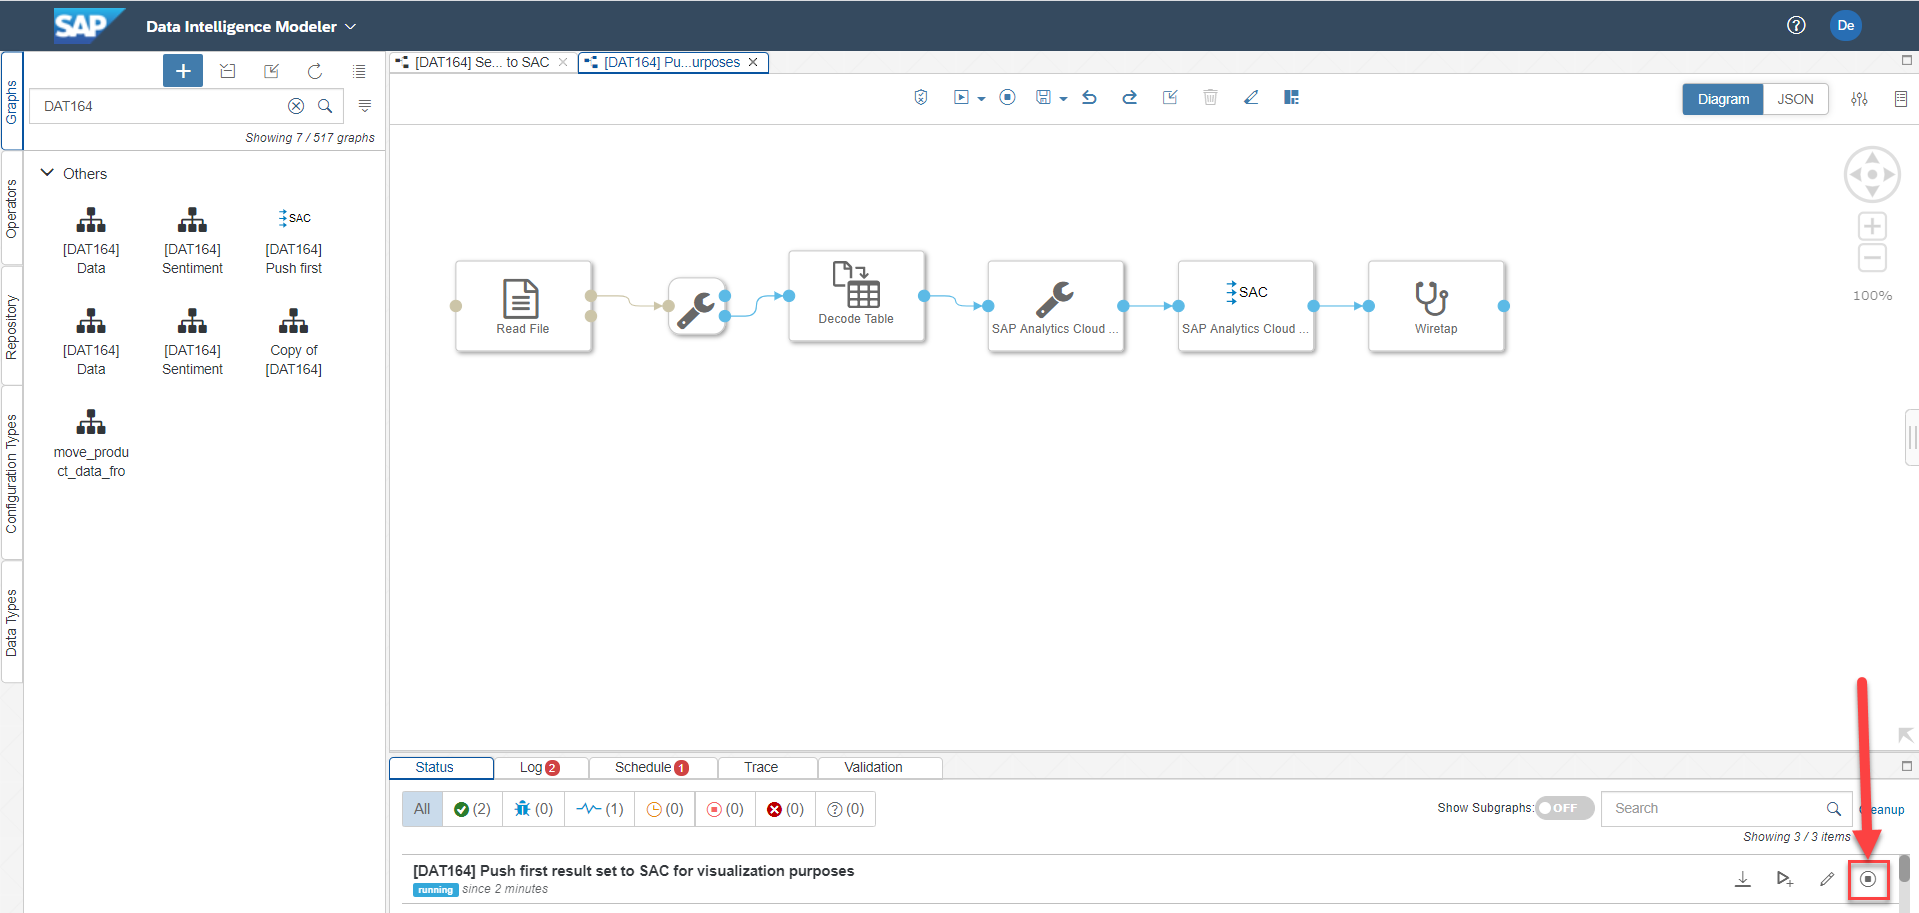 SAP
Data Intelligence Modeler
De
Graphs
Operators
Repository
Configuration Types
Data Types
DAT164
Showing 7 / 517 graphs
Others
[DAT164]
Data
[DAT164]
Sentiment
SAC
[DAT164]
Push first
[DAT164]
Data
[DAT164]
Sentiment
Copy of
[DAT164]
move_produ
ct_data_fro
[DAT164] Se... to SAC
[DAT164] Pu...urposes
Diagram
JSON
100%
Read File
Decode Table
SAP Analytics Cloud ...
SAC
SAP Analytics Cloud ...
Wiretap
Status
Log 2
Schedule 1
Trace
Validation
All
(2)
(0)
(1)
(0)
(0)
(0)
(0)
Show Subgraphs:
OFF
Search
eanup
Showing 3 / 3 items
[DAT164] Push first result set to SAC for visualization purposes
running since 2 minutes